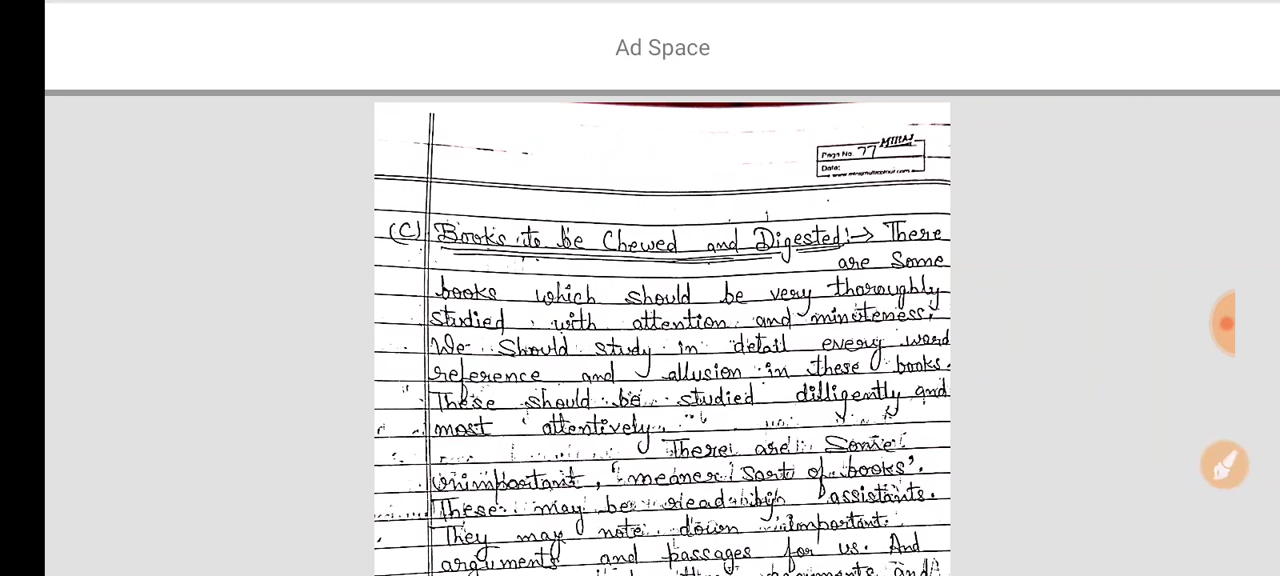 Ad Space
MIRAJ
Page No. 77
Date:
(C) Books to be Chewed and Digested:→ There
are Some
books which should be very thoroughly
studied with attention and minuteness.
We should study in detail every word
reference and allusion in these books.
These should be studied dilligently and
most attentively.
There are Some
unimportant, 'meaner sort of books'.
These may be read by assistants.
They may note down important
arguments and passages for us. And
arguments and